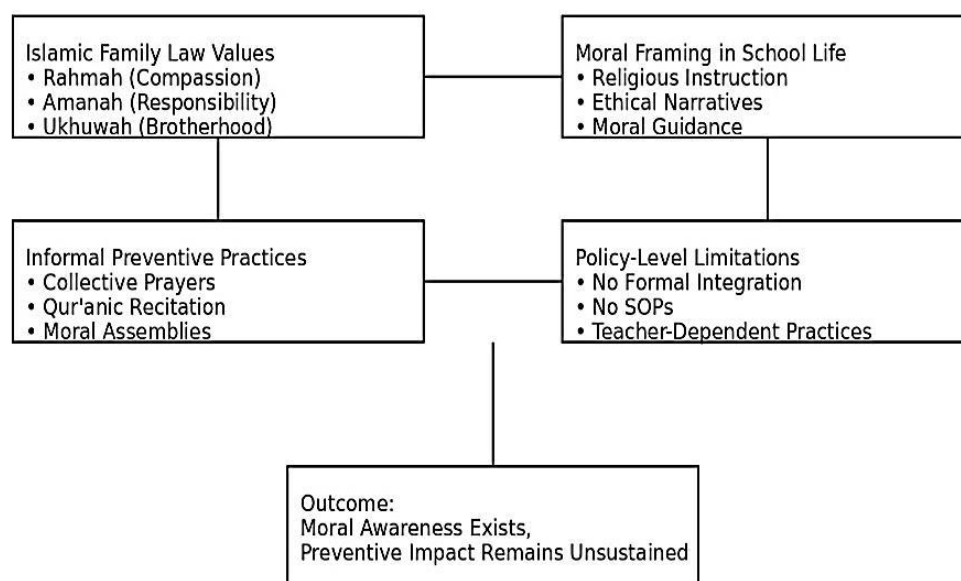 Islamic Family Law Values
• Rahmah (Compassion)
• Amanah (Responsibility)
• Ukhuwah (Brotherhood)
Moral Framing in School Life
• Religious Instruction
• Ethical Narratives
• Moral Guidance
Informal Preventive Practices
• Collective Prayers
• Qur'anic Recitation
• Moral Assemblies
Policy-Level Limitations
• No Formal Integration
• No SOPs
• Teacher-Dependent Practices
Outcome:
Moral Awareness Exists,
Preventive Impact Remains Unsustained